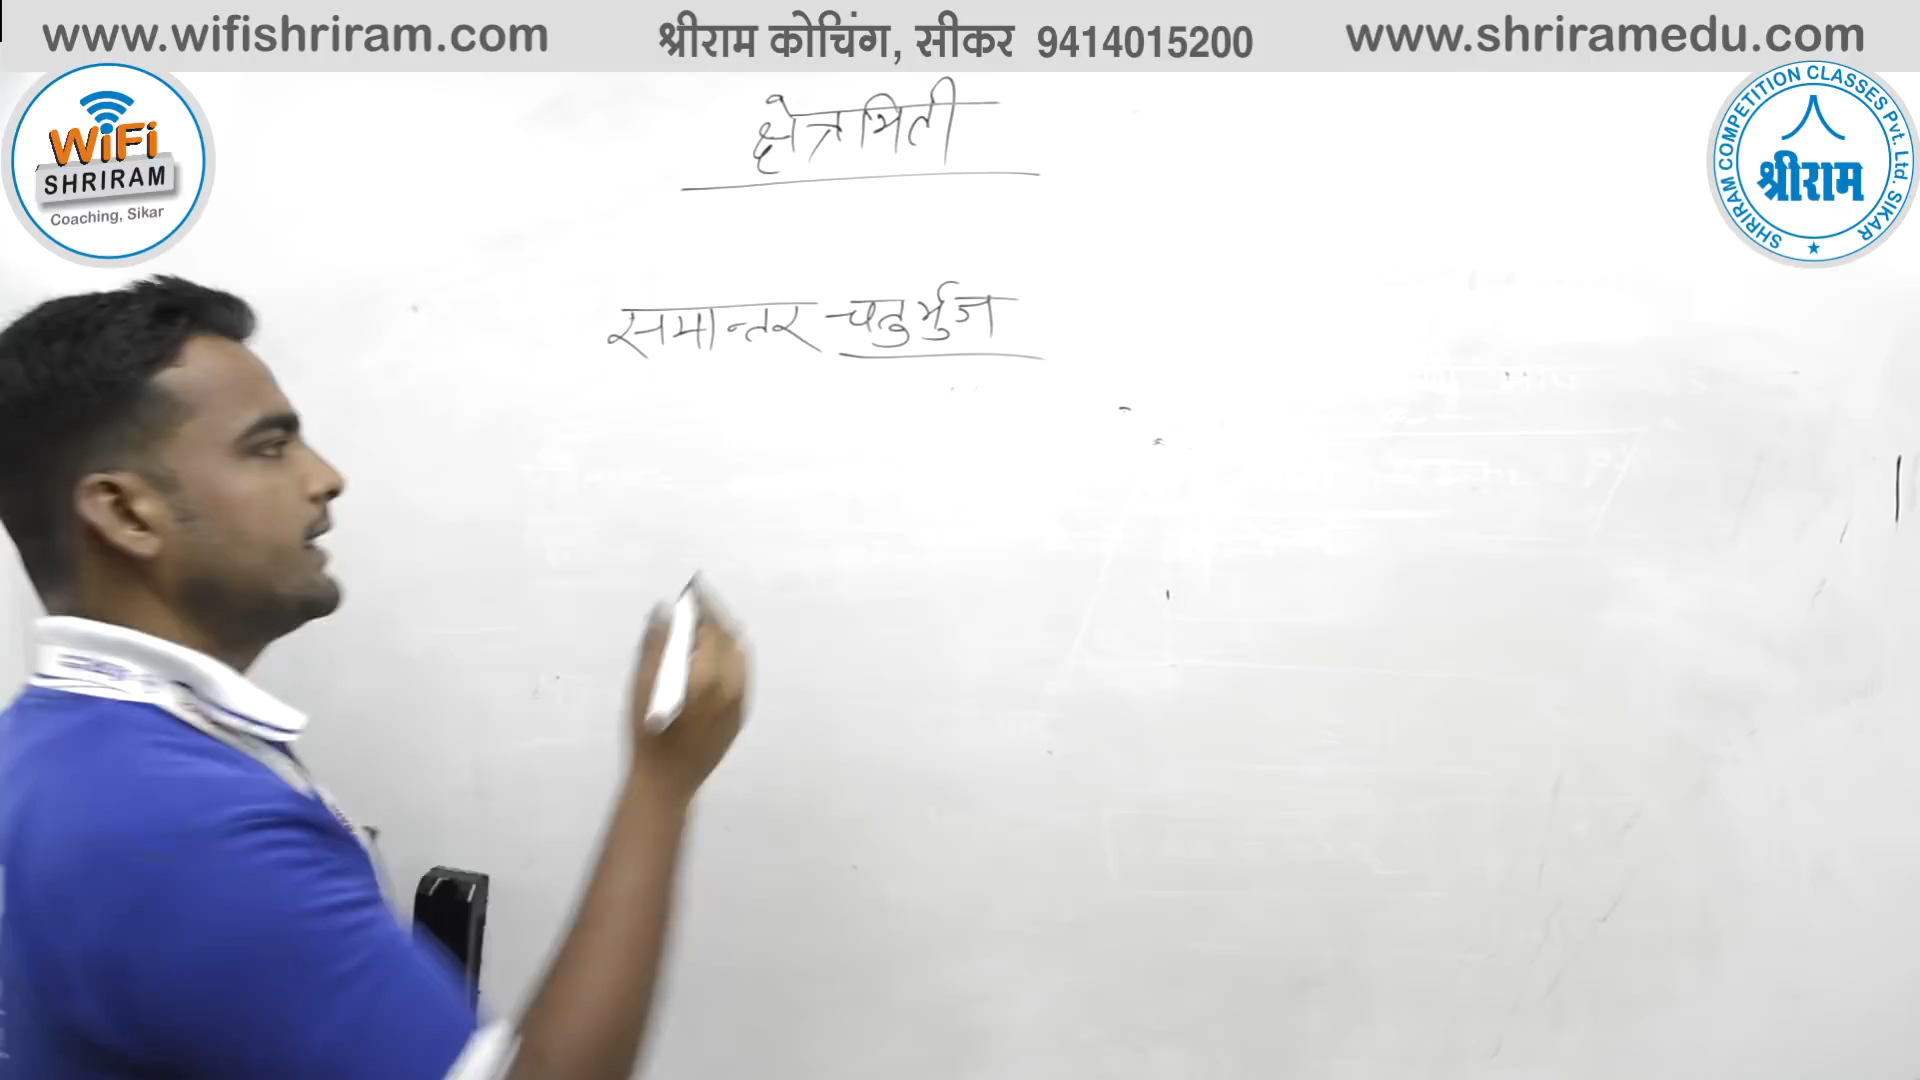 www.wifishriram.com
श्रीराम कोचिंग, सीकर 9414015200
www.shriramedu.com
WiFi
SHRIRAM
Coaching, Sikar
SHRIRAM COMPETITION CLASSES Pvt. Ltd. SIKAR
श्रीराम
क्षेत्रमिती
समान्तर चतुर्भुज